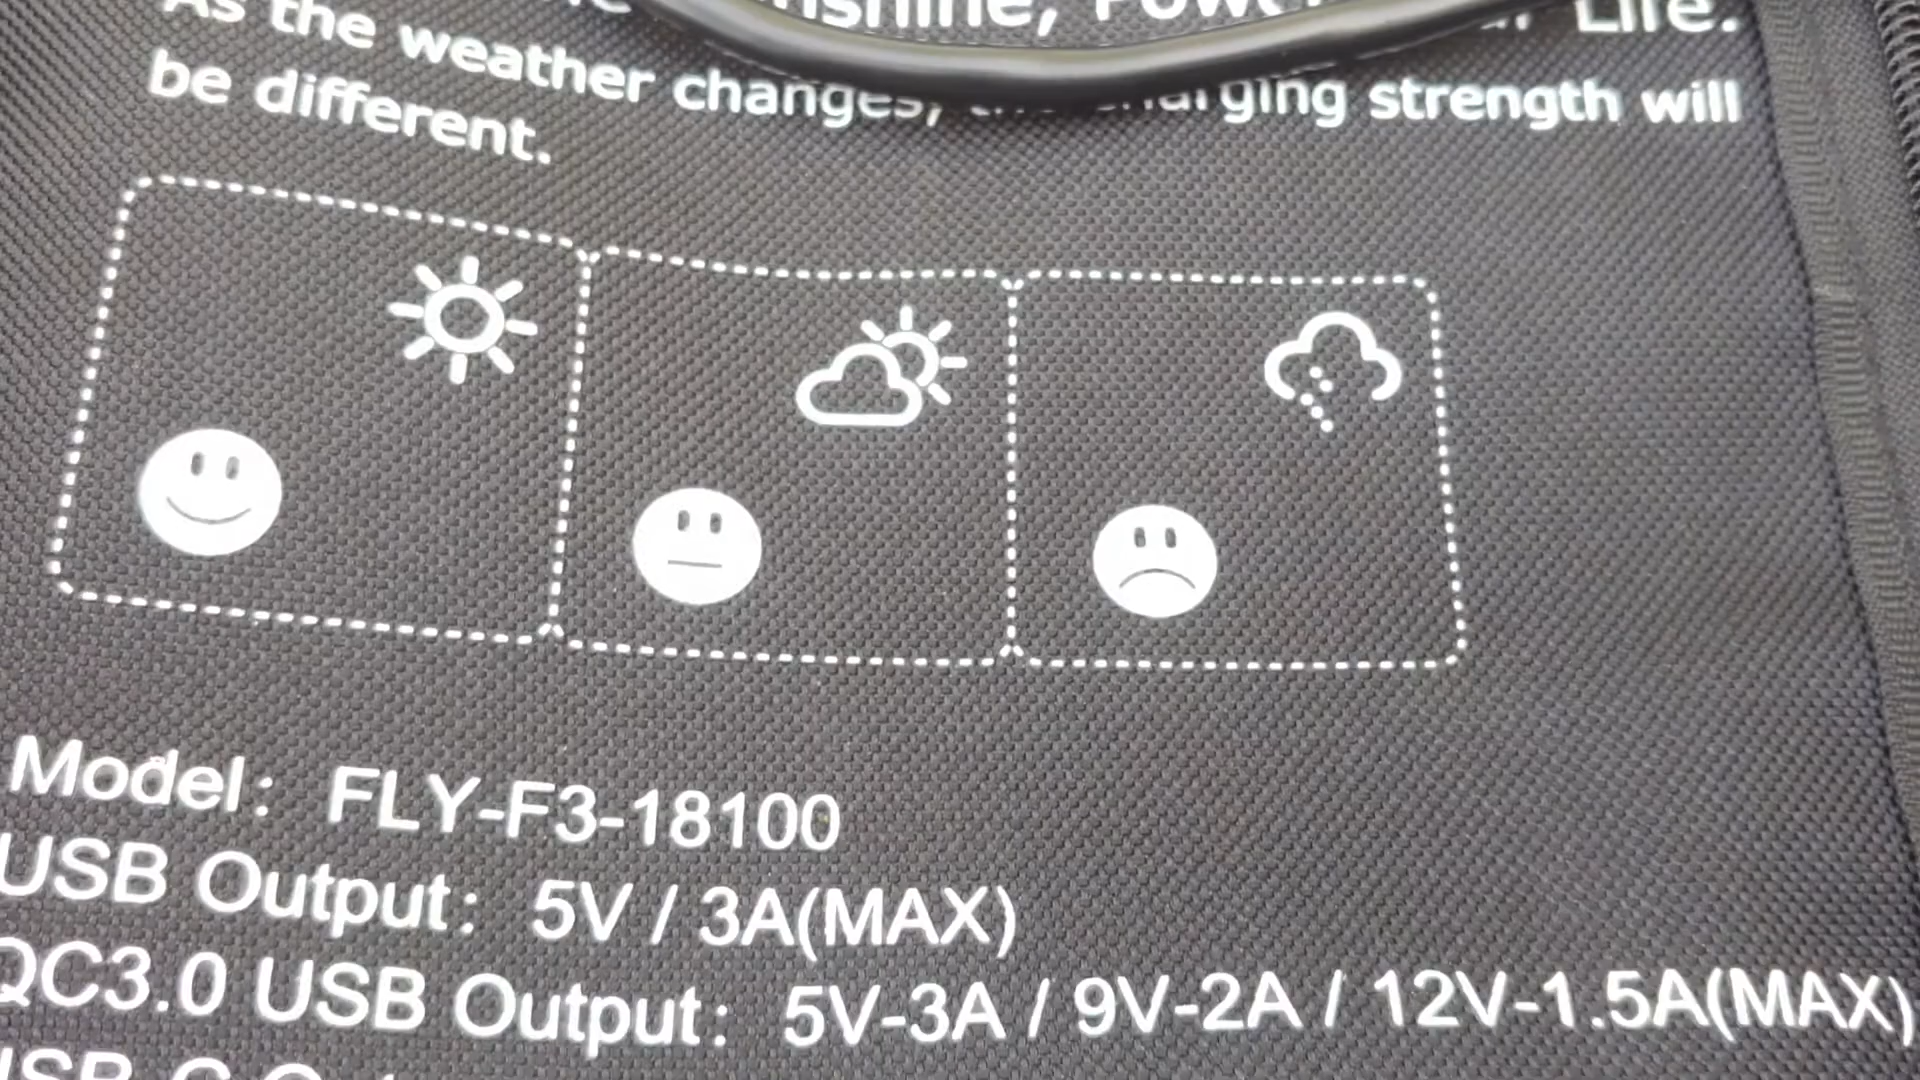 Life.
As the weather changes, charging strength will
be different.
Model: FLY-F3-18100
USB Output: 5V / 3A(MAX)
QC3.0 USB Output: 5V-3A / 9V-2A / 12V-1.5A(MAX)